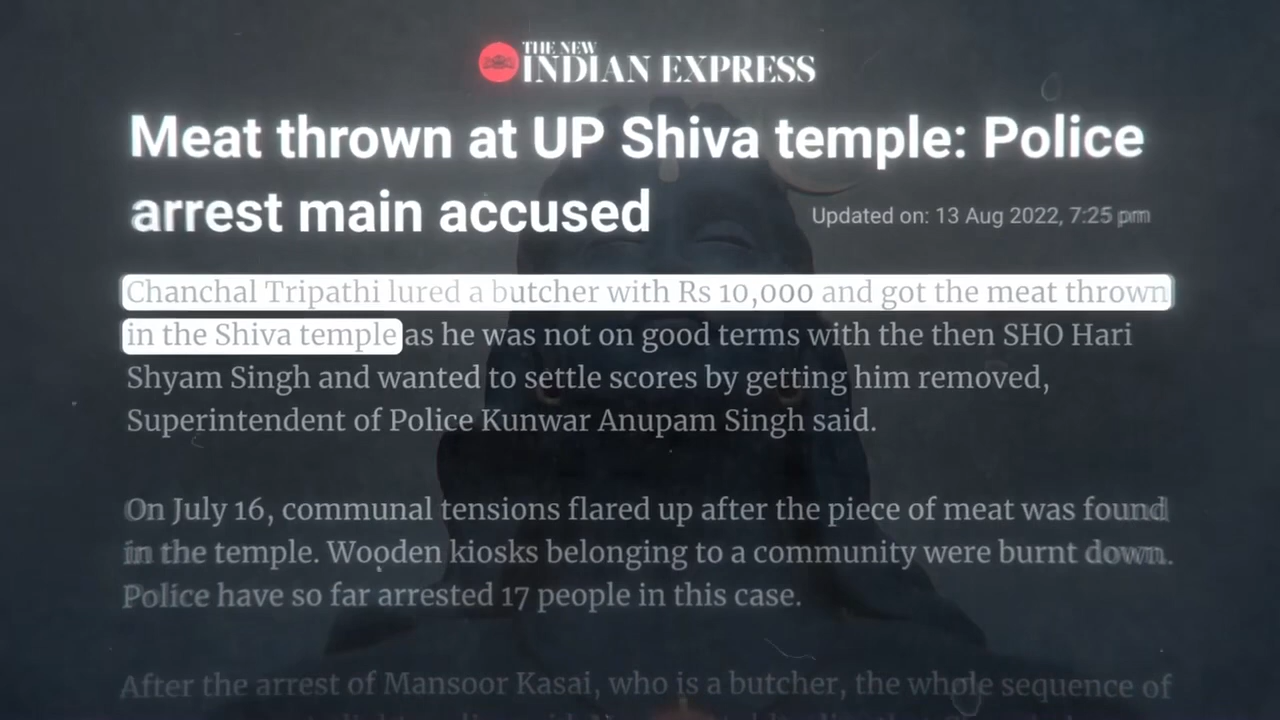 THE NEW
INDIAN EXPRESS
Meat thrown at UP Shiva temple: Police
arrest main accused
Updated on: 13 Aug 2022, 7:25 pm
Chanchal Tripathi lured a butcher with Rs 10,000 and got the meat thrown
in the Shiva temple as he was not on good terms with the then SHO Hari
Shyam Singh and wanted to settle scores by getting him removed,
Superintendent of Police Kunwar Anupam Singh said.
On July 16, communal tensions flared up after the piece of meat was found
in the temple. Wooden kiosks belonging to a community were burnt down.
Police have so far arrested 17 people in this case.
After the arrest of Mansoor Kasai, who is a butcher, the whole sequence of